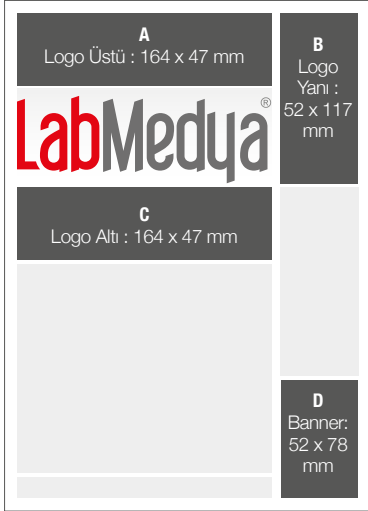 A
Logo Üstü : 164 x 47 mm
B
Logo
Yanı :
52 x 117
mm
LabMedya®
C
Logo Altı : 164 x 47 mm
D
Banner:
52 x 78
mm